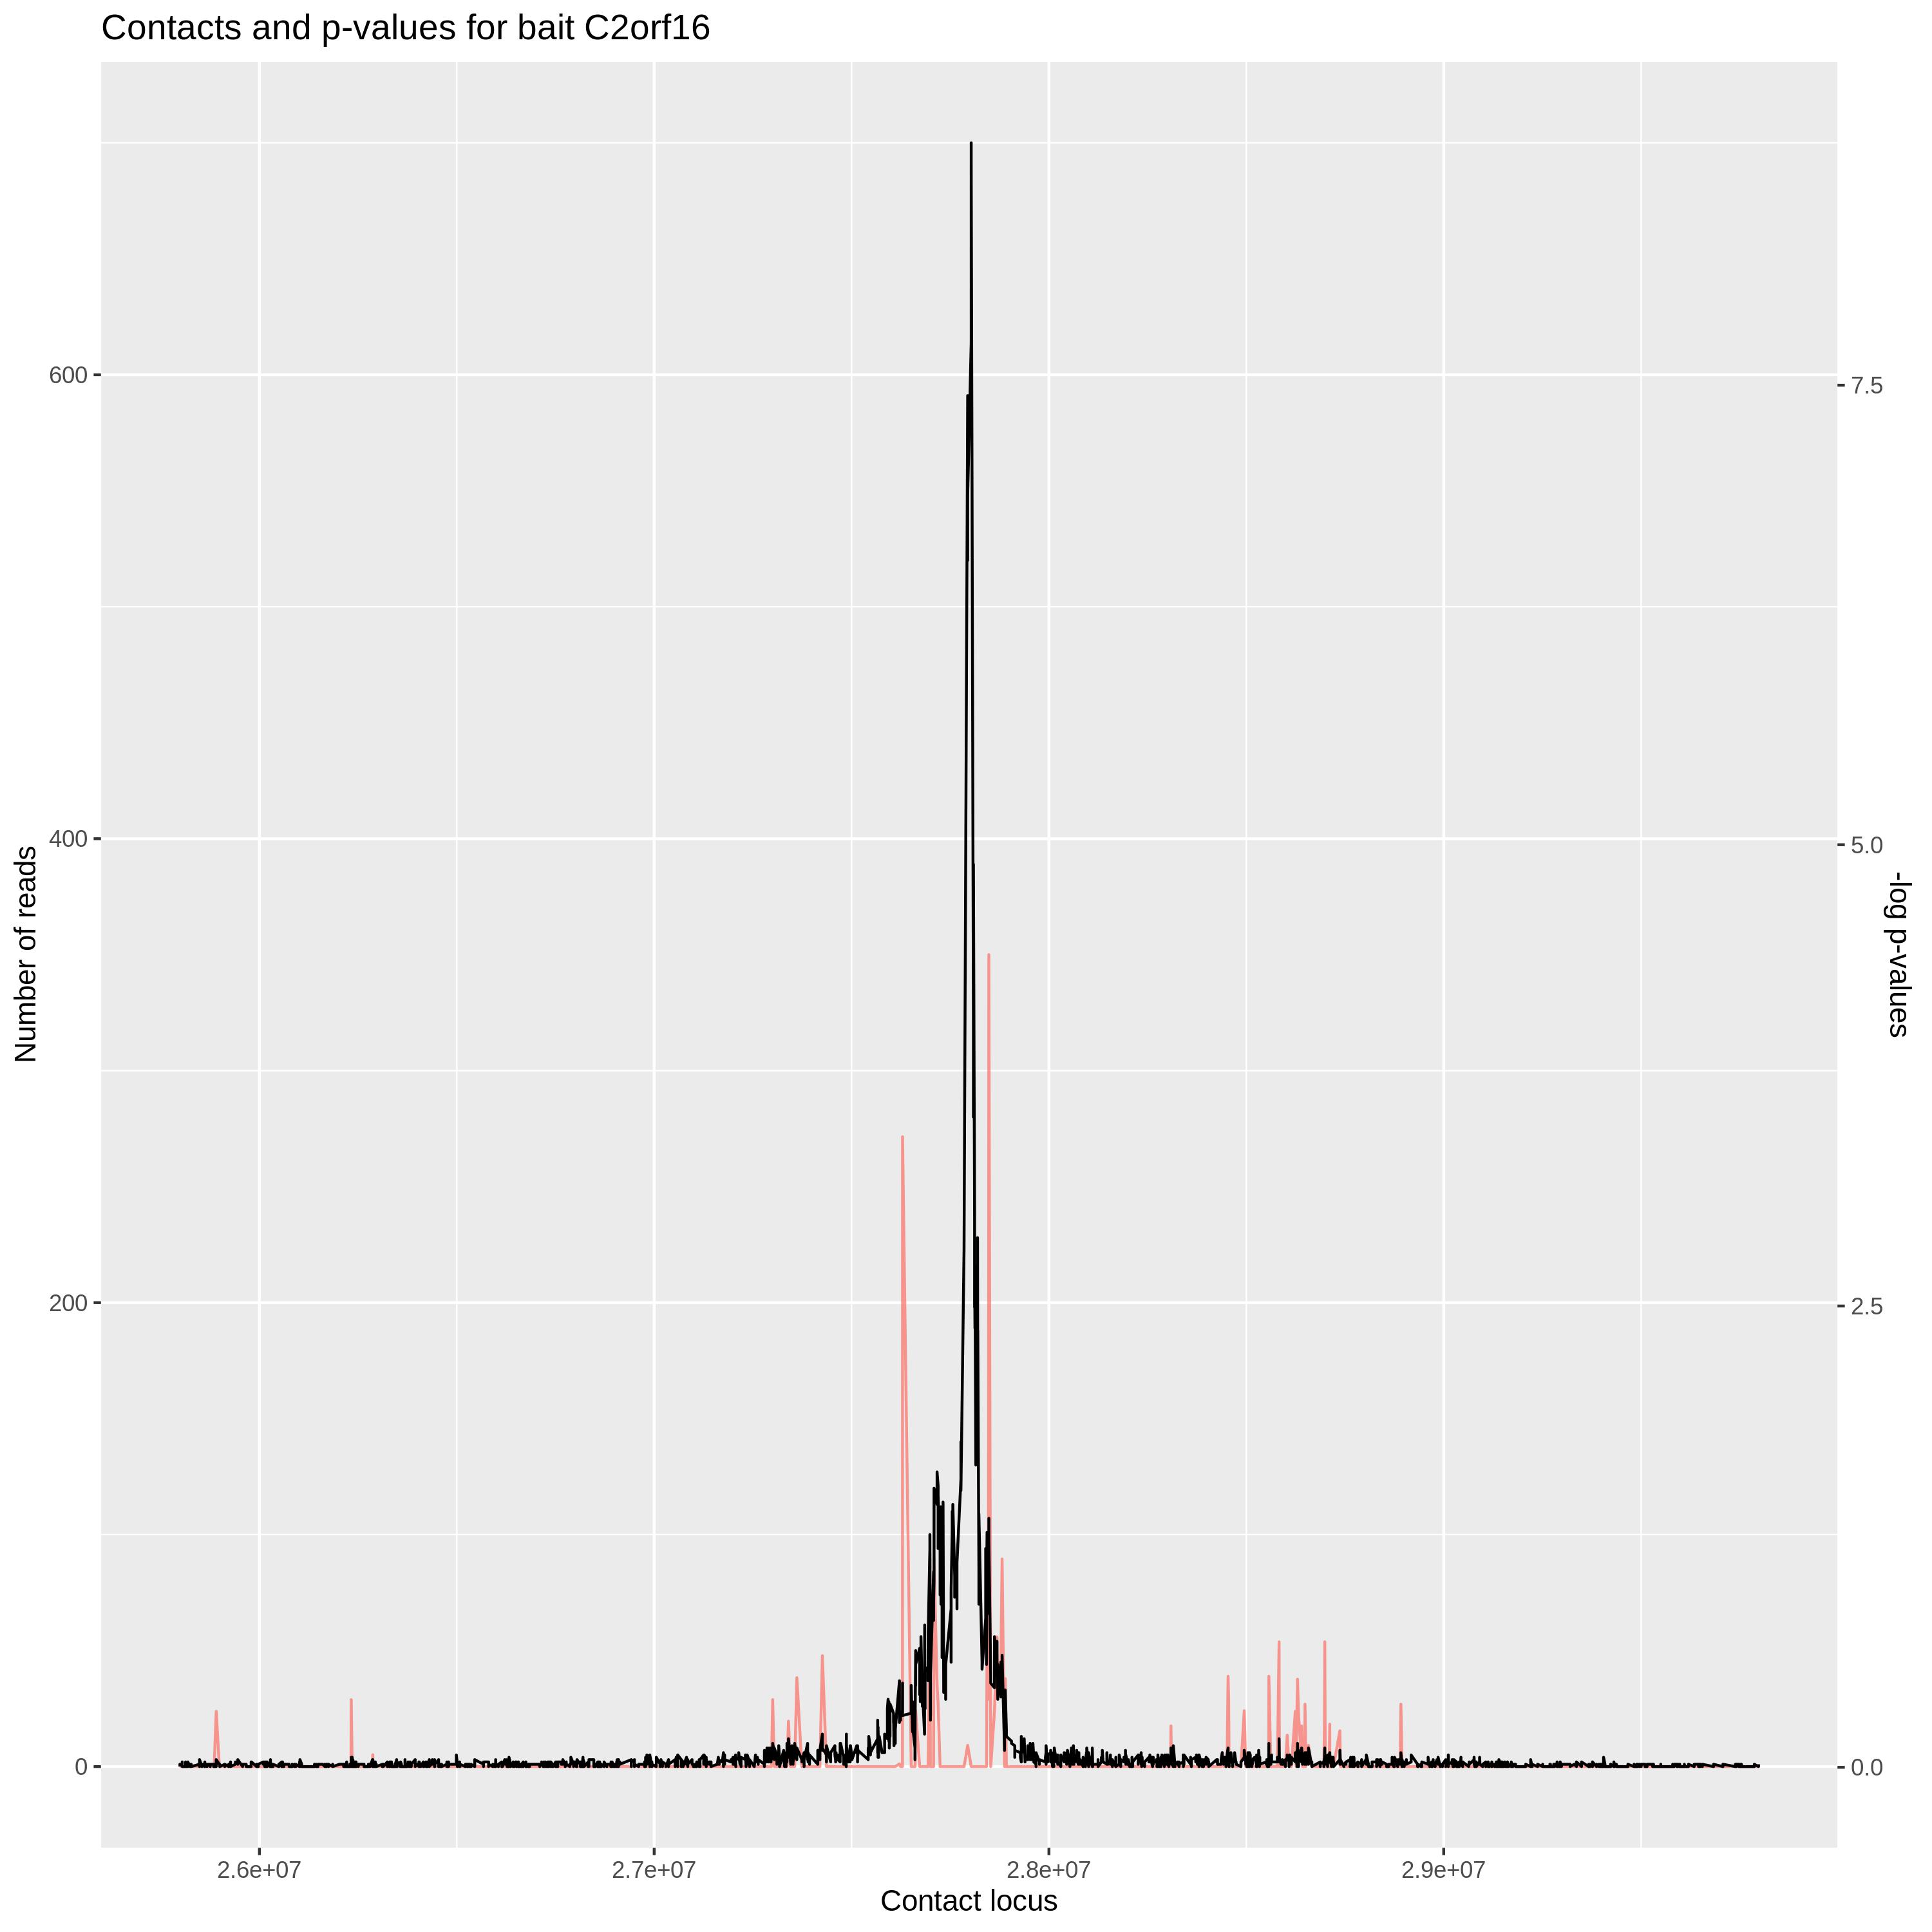 Contacts and p-values for bait C2orf16
600
400
200
0
7.5
5.0
2.5
0.0
Number of reads
-log p-values
2.6e+07
2.7e+07
2.8e+07
2.9e+07
Contact locus